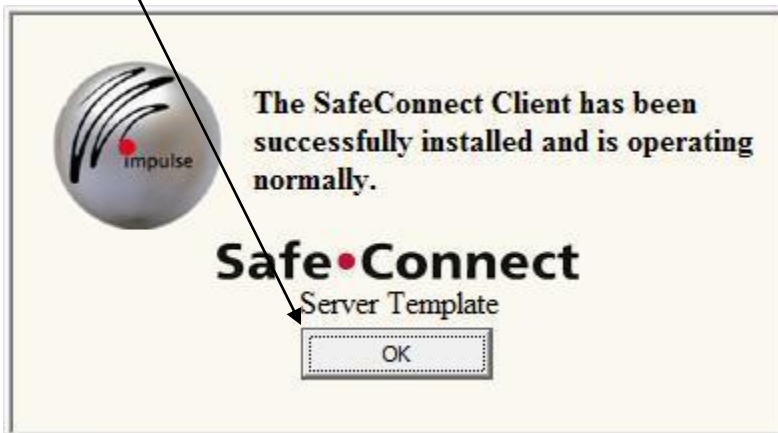 The SafeConnect Client has been
successfully installed and is operating
normally.
impulse
Safe•Connect
Server Template
OK